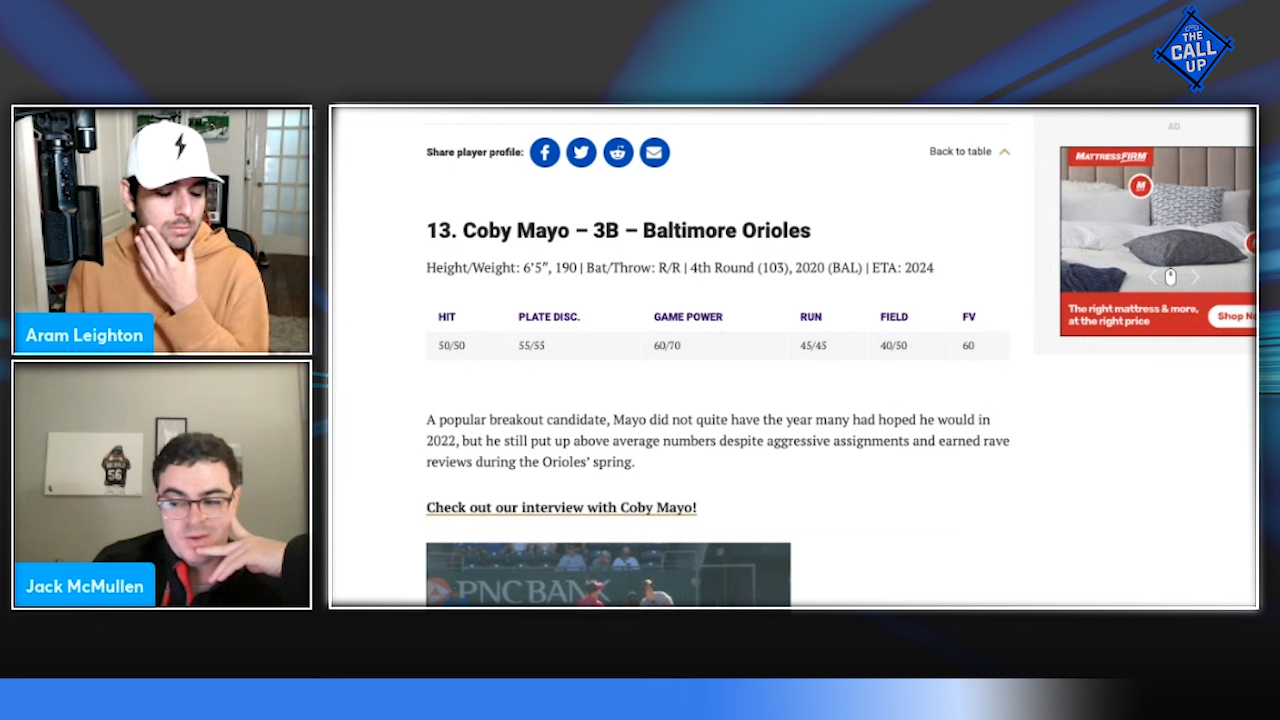 THE
CALL
UP
Aram Leighton
56
Jack McMullen
Share player profile:
Back to table
13. Coby Mayo – 3B – Baltimore Orioles
Height/Weight: 6’5″, 190 | Bat/Throw: R/R | 4th Round (103), 2020 (BAL) | ETA: 2024
HIT PLATE DISC. GAME POWER RUN FIELD FV
50/50 55/55 60/70 45/45 40/50 60
A popular breakout candidate, Mayo did not quite have the year many had hoped he would in
2022, but he still put up above average numbers despite aggressive assignments and earned rave
reviews during the Orioles’ spring.
Check out our interview with Coby Mayo!
PNC BANK
AD
MATTRESSFIRM
M
The right mattress & more,
at the right price
Shop